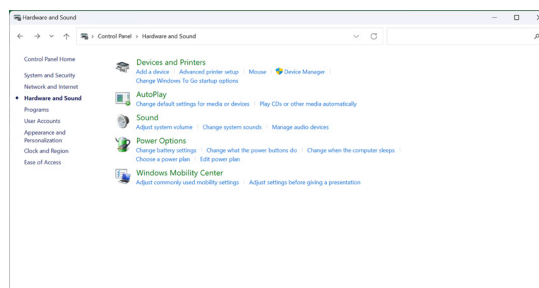 Hardware and Sound
Control Panel > Hardware and Sound
Control Panel Home
System and Security
Network and Internet
Hardware and Sound
Programs
User Accounts
Appearance and
Personalization
Clock and Region
Ease of Access
Devices and Printers
Add a device | Advanced printer setup | Mouse | Device Manager |
Change Windows To Go startup options
AutoPlay
Change default settings for media or devices | Play CDs or other media automatically
Sound
Adjust system volume | Change system sounds | Manage audio devices
Power Options
Change battery settings | Change what the power buttons do | Change when the computer sleeps |
Choose a power plan | Edit power plan
Windows Mobility Center
Adjust commonly used mobility settings | Adjust settings before giving a presentation